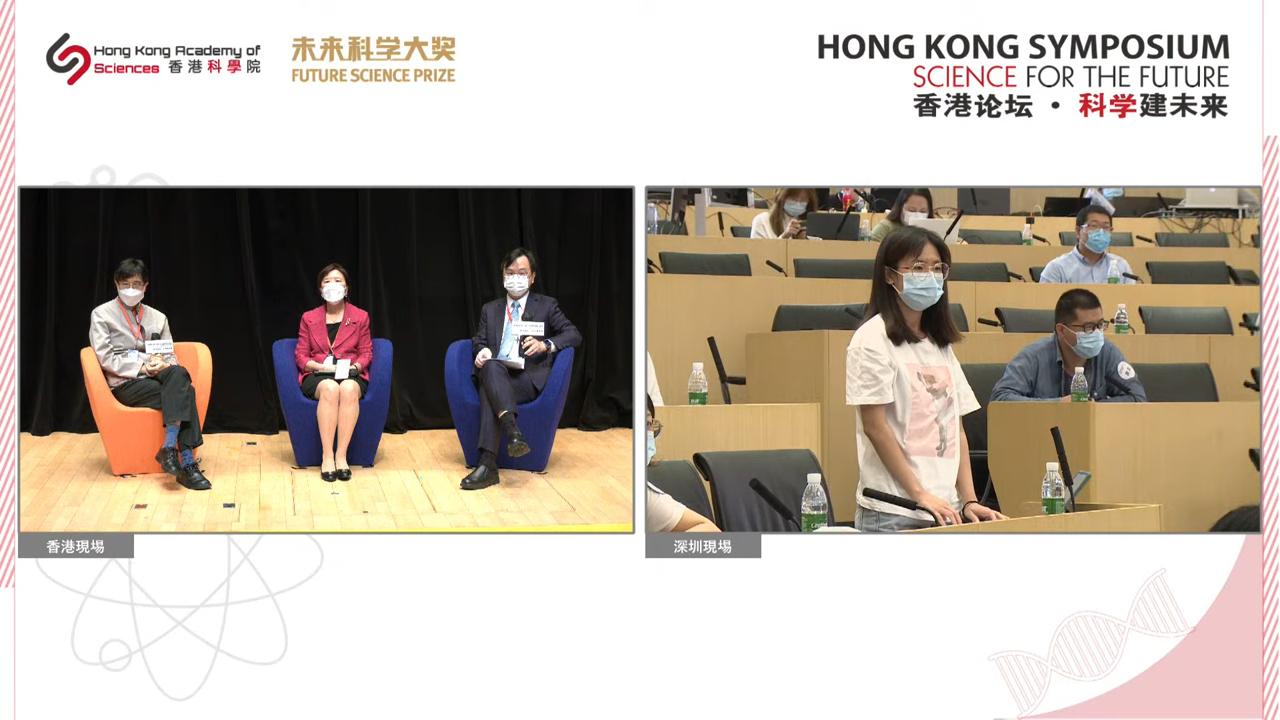 Hong Kong Academy of
Sciences 香港科學院
未来科学大奖
FUTURE SCIENCE PRIZE
HONG KONG SYMPOSIUM
SCIENCE FOR THE FUTURE
香港论坛 · 科学建未来
香港現場
深圳現場